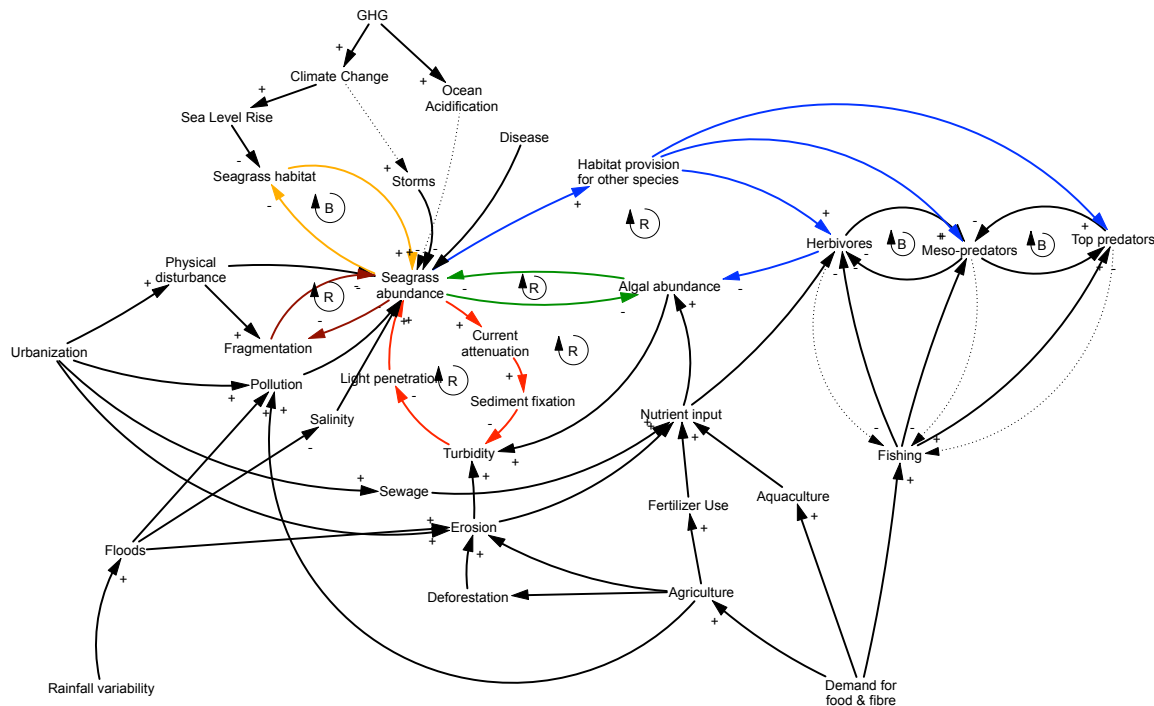 GHG
Climate Change
Ocean
Acidification
Sea Level Rise
Disease
Seagrass habitat
Storms
Habitat provision
for other species
B
R
Herbivores
B
Meso-predators
B
Top predators
Physical
disturbance
Seagrass
abundance
R
R
Algal abundance
Urbanization
Fragmentation
Current
attenuation
R
Pollution
Light penetration
R
Sediment fixation
Salinity
Nutrient input
Turbidity
Fishing
Sewage
Fertilizer Use
Aquaculture
Floods
Erosion
Deforestation
Agriculture
Rainfall variability
Demand for
food & fibre